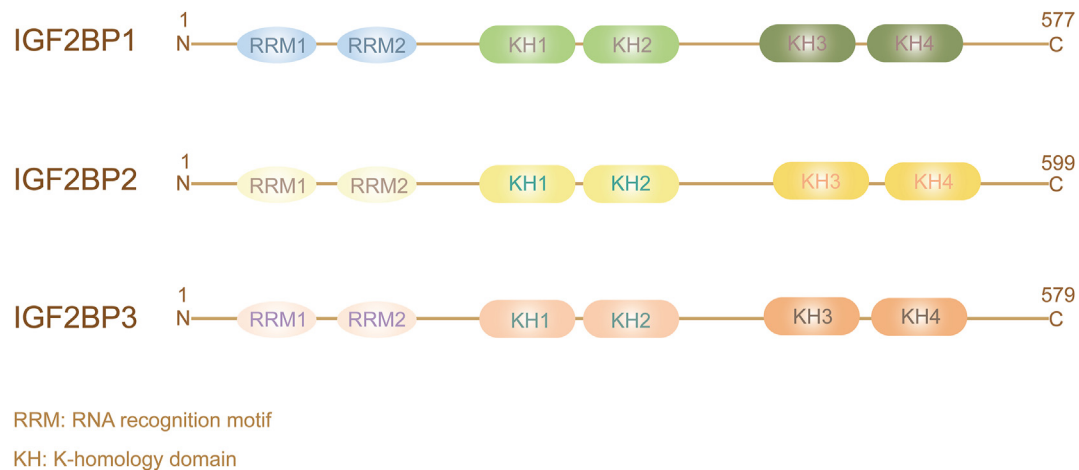 1 577
IGF2BP1 N RRM1 RRM2 KH1 KH2 KH3 KH4 C
1 599
IGF2BP2 N RRM1 RRM2 KH1 KH2 KH3 KH4 C
1 579
IGF2BP3 N RRM1 RRM2 KH1 KH2 KH3 KH4 C
RRM: RNA recognition motif
KH: K-homology domain